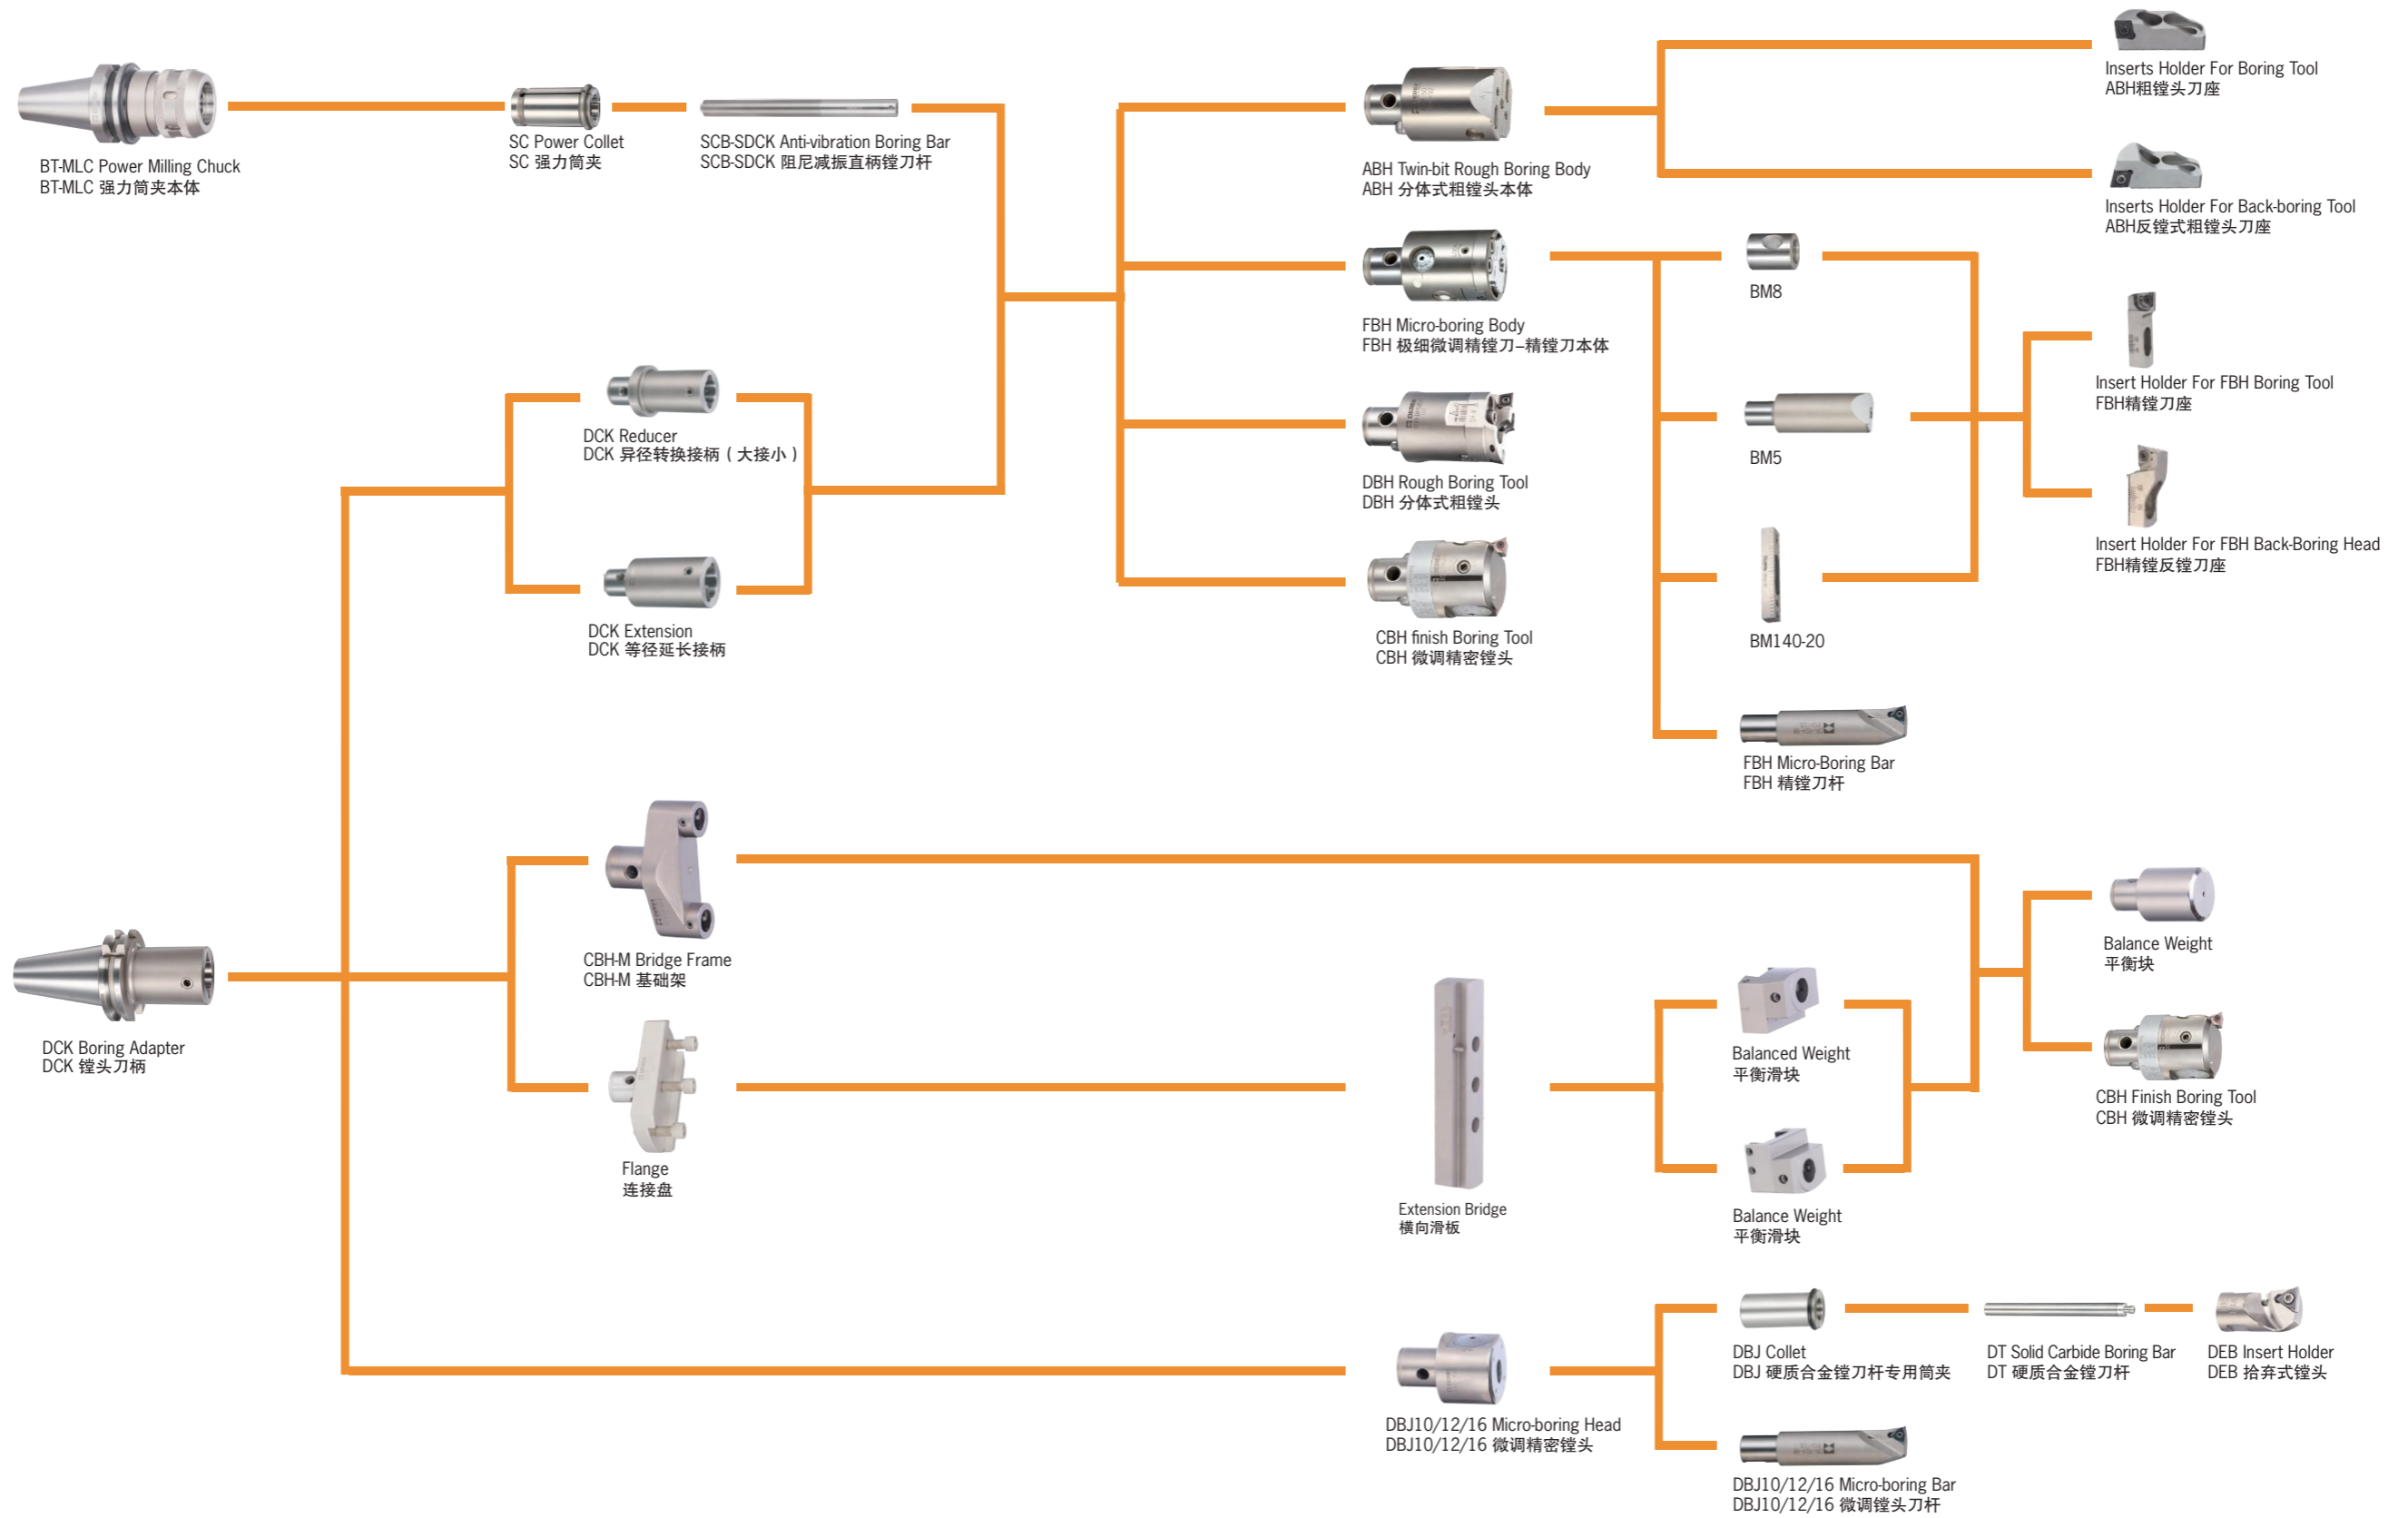 BT-MLC Power Milling Chuck
BT-MLC 强力筒夹本体
SC Power Collet
SC 强力筒夹
SCB-SDCK Anti-vibration Boring Bar
SCB-SDCK 阻尼减振直柄镗刀杆
ABH Twin-bit Rough Boring Body
ABH 分体式粗镗头本体
Inserts Holder For Boring Tool
ABH粗镗头刀座
Inserts Holder For Back-boring Tool
ABH反镗式粗镗头刀座
FBH Micro-boring Body
FBH 极细微调精镗刀–精镗刀本体
BM8
Insert Holder For FBH Boring Tool
FBH精镗刀座
DCK Reducer
DCK 异径转换接柄 ( 大接小 )
DBH Rough Boring Tool
DBH 分体式粗镗头
BM5
Insert Holder For FBH Back-Boring Head
FBH精镗反镗刀座
DCK Extension
DCK 等径延长接柄
CBH finish Boring Tool
CBH 微调精密镗头
BM140-20
FBH Micro-Boring Bar
FBH 精镗刀杆
DCK Boring Adapter
DCK 镗头刀柄
CBH-M Bridge Frame
CBH-M 基础架
Balance Weight
平衡块
Flange
连接盘
Extension Bridge
横向滑板
Balanced Weight
平衡滑块
CBH Finish Boring Tool
CBH 微调精密镗头
Balance Weight
平衡滑块
DBJ10/12/16 Micro-boring Head
DBJ10/12/16 微调精密镗头
DBJ Collet
DBJ 硬质合金镗刀杆专用筒夹
DT Solid Carbide Boring Bar
DT 硬质合金镗刀杆
DEB Insert Holder
DEB 拾弃式镗头
DBJ10/12/16 Micro-boring Bar
DBJ10/12/16 微调镗头刀杆